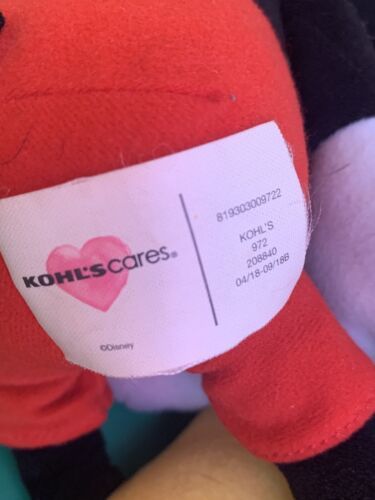 KOHL'S cares®
©Disney
819303009722
KOHL'S
972
208840
04/18-09/18B